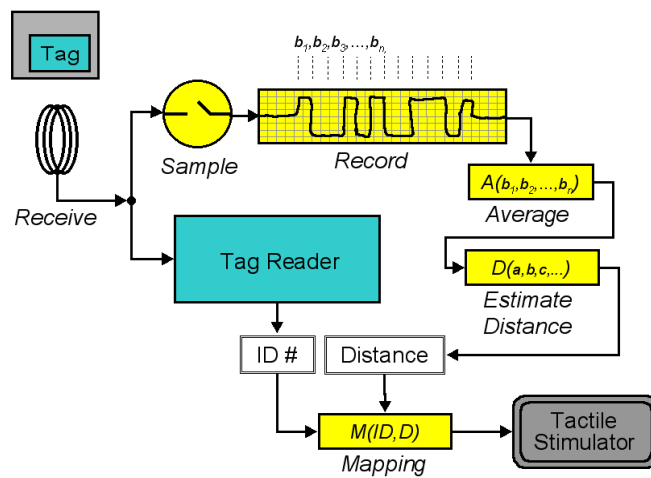 Tag
b1,b2,b3,...,bn,
Sample
Record
Receive
A(b1,b2,...,bn)
Average
Tag Reader
D(a,b,c,...)
Estimate
Distance
ID #
Distance
M(ID,D)
Mapping
Tactile
Stimulator